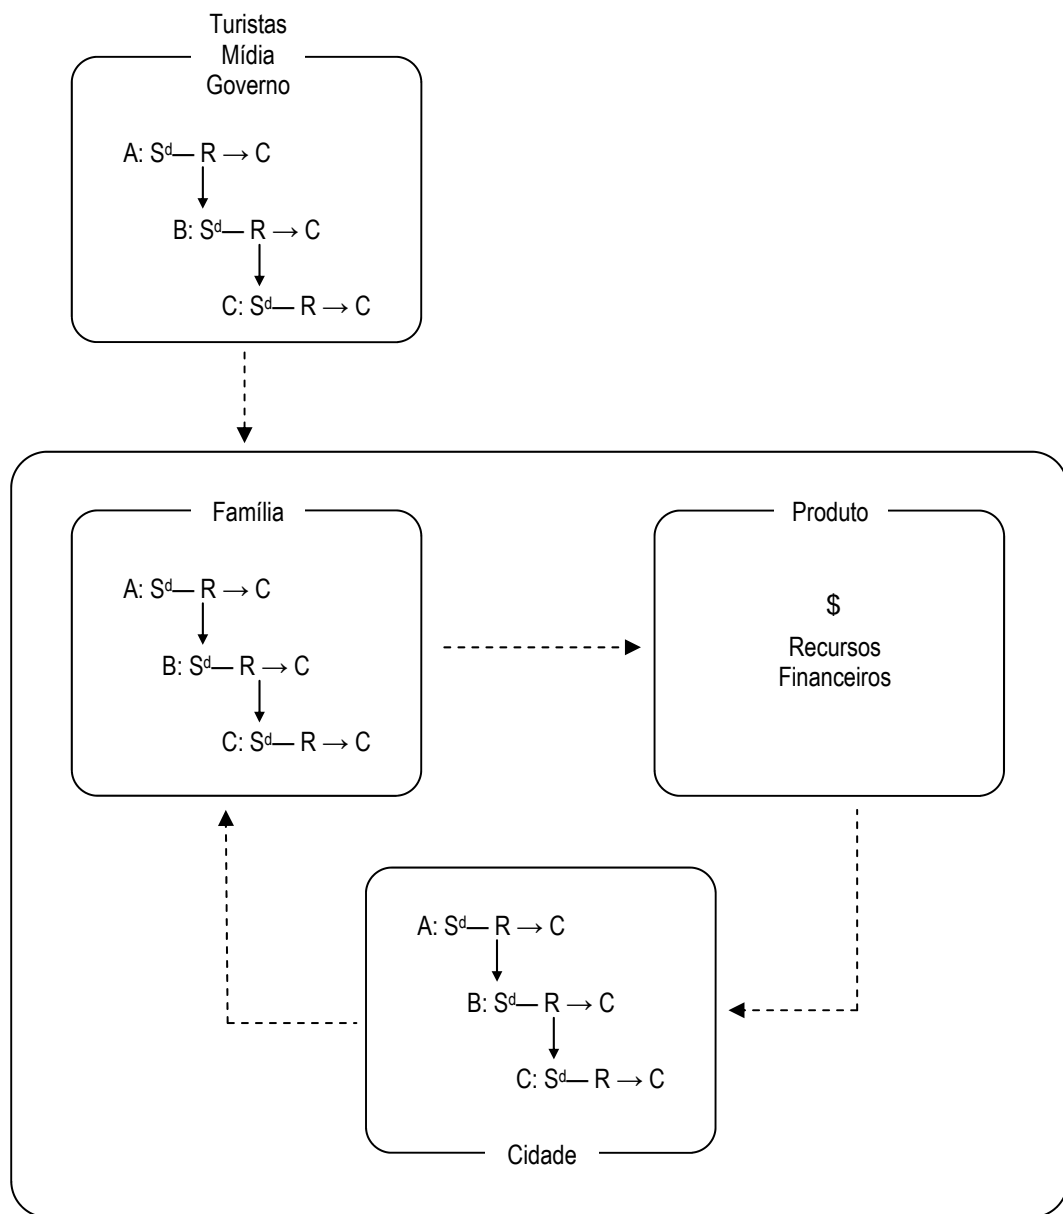 Turistas
Mídia
Governo
A: Sᵈ— R → C
B: Sᵈ— R → C
C: Sᵈ— R → C
Família
A: Sᵈ— R → C
B: Sᵈ— R → C
C: Sᵈ— R → C
Produto
$
Recursos
Financeiros
A: Sᵈ— R → C
B: Sᵈ— R → C
C: Sᵈ— R → C
Cidade